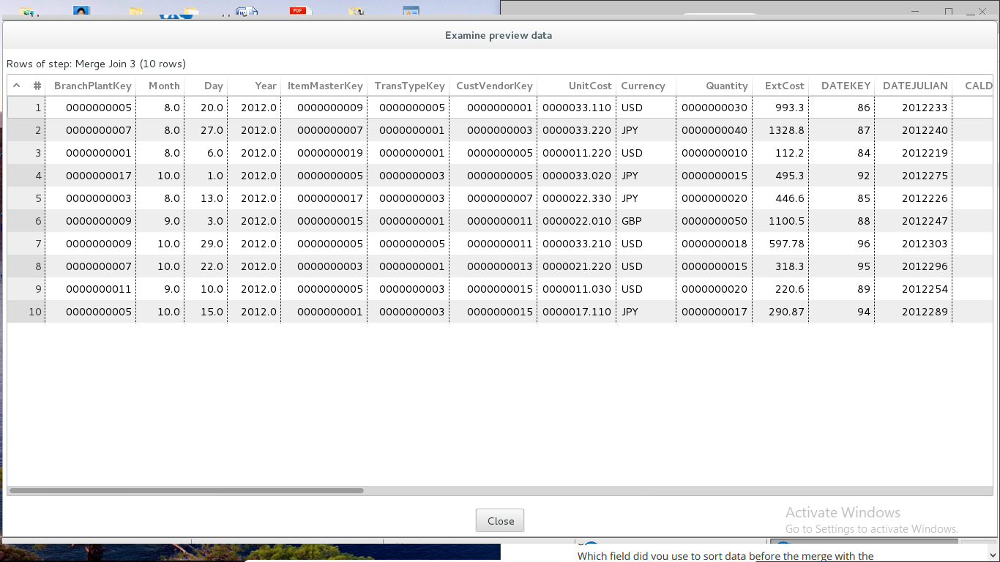 PDF
Examine preview data
Rows of step: Merge Join 3 (10 rows)
# BranchPlantKey Month Day Year ItemMasterKey TransTypeKey CustVendorKey UnitCost Currency Quantity ExtCost DATEKEY DATEJULIAN CALD
1 0000000005 8.0 20.0 2012.0 0000000009 0000000005 0000000001 0000033.110 USD 0000000030 993.3 86 2012233
2 0000000007 8.0 27.0 2012.0 0000000007 0000000001 0000000003 0000033.220 JPY 0000000040 1328.8 87 2012240
3 0000000001 8.0 6.0 2012.0 0000000019 0000000001 0000000005 0000011.220 USD 0000000010 112.2 84 2012219
4 0000000017 10.0 1.0 2012.0 0000000005 0000000003 0000000005 0000033.020 JPY 0000000015 495.3 92 2012275
5 0000000003 8.0 13.0 2012.0 0000000017 0000000003 0000000007 0000022.330 JPY 0000000020 446.6 85 2012226
6 0000000009 9.0 3.0 2012.0 0000000015 0000000001 0000000011 0000022.010 GBP 0000000050 1100.5 88 2012247
7 0000000009 10.0 29.0 2012.0 0000000005 0000000005 0000000011 0000033.210 USD 0000000018 597.78 96 2012303
8 0000000007 10.0 22.0 2012.0 0000000003 0000000001 0000000013 0000021.220 USD 0000000015 318.3 95 2012296
9 0000000011 9.0 10.0 2012.0 0000000005 0000000003 0000000015 0000011.030 USD 0000000020 220.6 89 2012254
10 0000000005 10.0 15.0 2012.0 0000000001 0000000003 0000000015 0000017.110 JPY 0000000017 290.87 94 2012289
Close
Activate Windows
Go to Settings to activate Windows.
Which field did you use to sort data before the merge with the